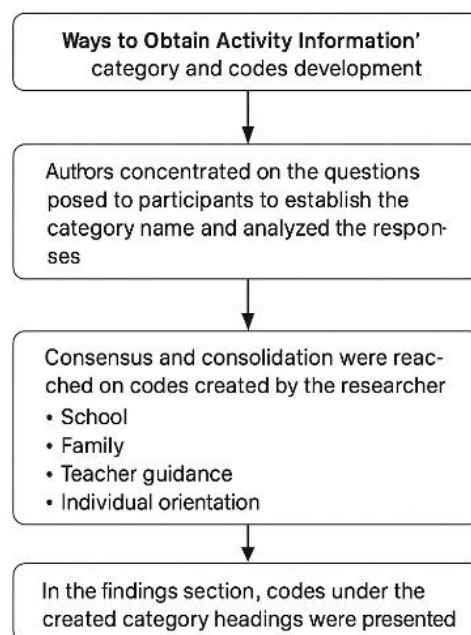 Ways to Obtain Activity Information’
category and codes development
Authors concentrated on the questions
posed to participants to establish the
category name and analyzed the respon-
ses
Consensus and consolidation were reac-
ched on codes created by the researcher
• School
• Family
• Teacher guidance
• Individual orientation
In the findings section, codes under the
created category headings were presented